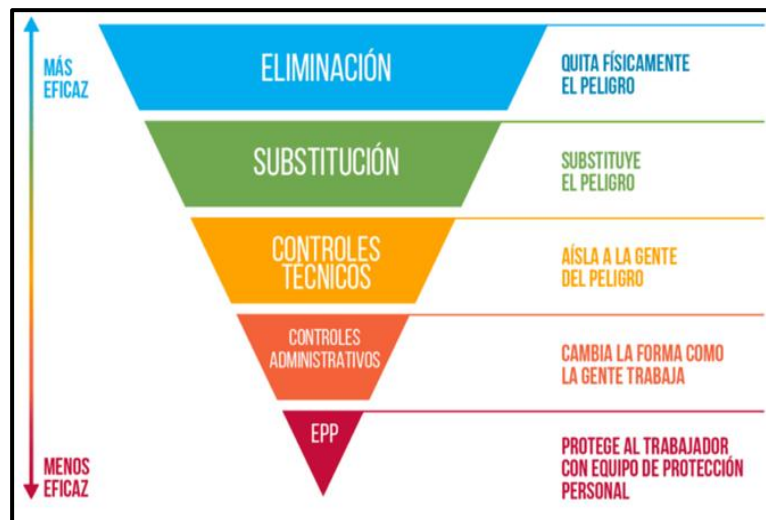 MÁS
EFICAZ
ELIMINACIÓN
QUITA FÍSICAMENTE
EL PELIGRO
SUBSTITUCIÓN
SUBSTITUYE
EL PELIGRO
CONTROLES
TÉCNICOS
AÍSLA A LA GENTE
DEL PELIGRO
CONTROLES
ADMINISTRATIVOS
CAMBIA LA FORMA COMO
LA GENTE TRABAJA
EPP
PROTEGE AL TRABAJADOR
CON EQUIPO DE PROTECCIÓN
PERSONAL
MENOS
EFICAZ